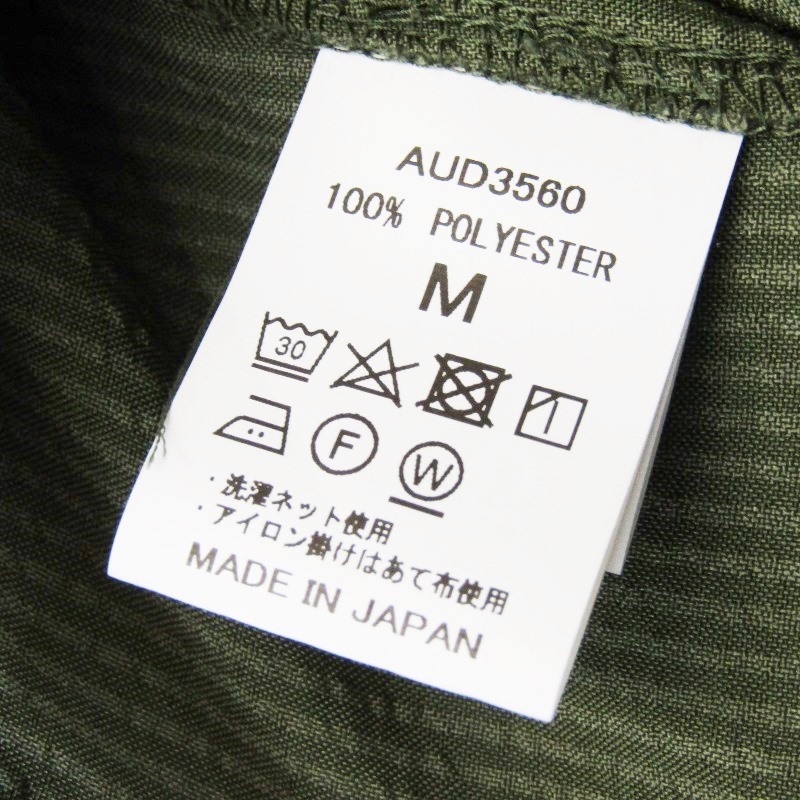 AUD3560
100% POLYESTER
M
30
F W
・洗濯ネット使用
・アイロン掛けはあて布使用
MADE IN JAPAN